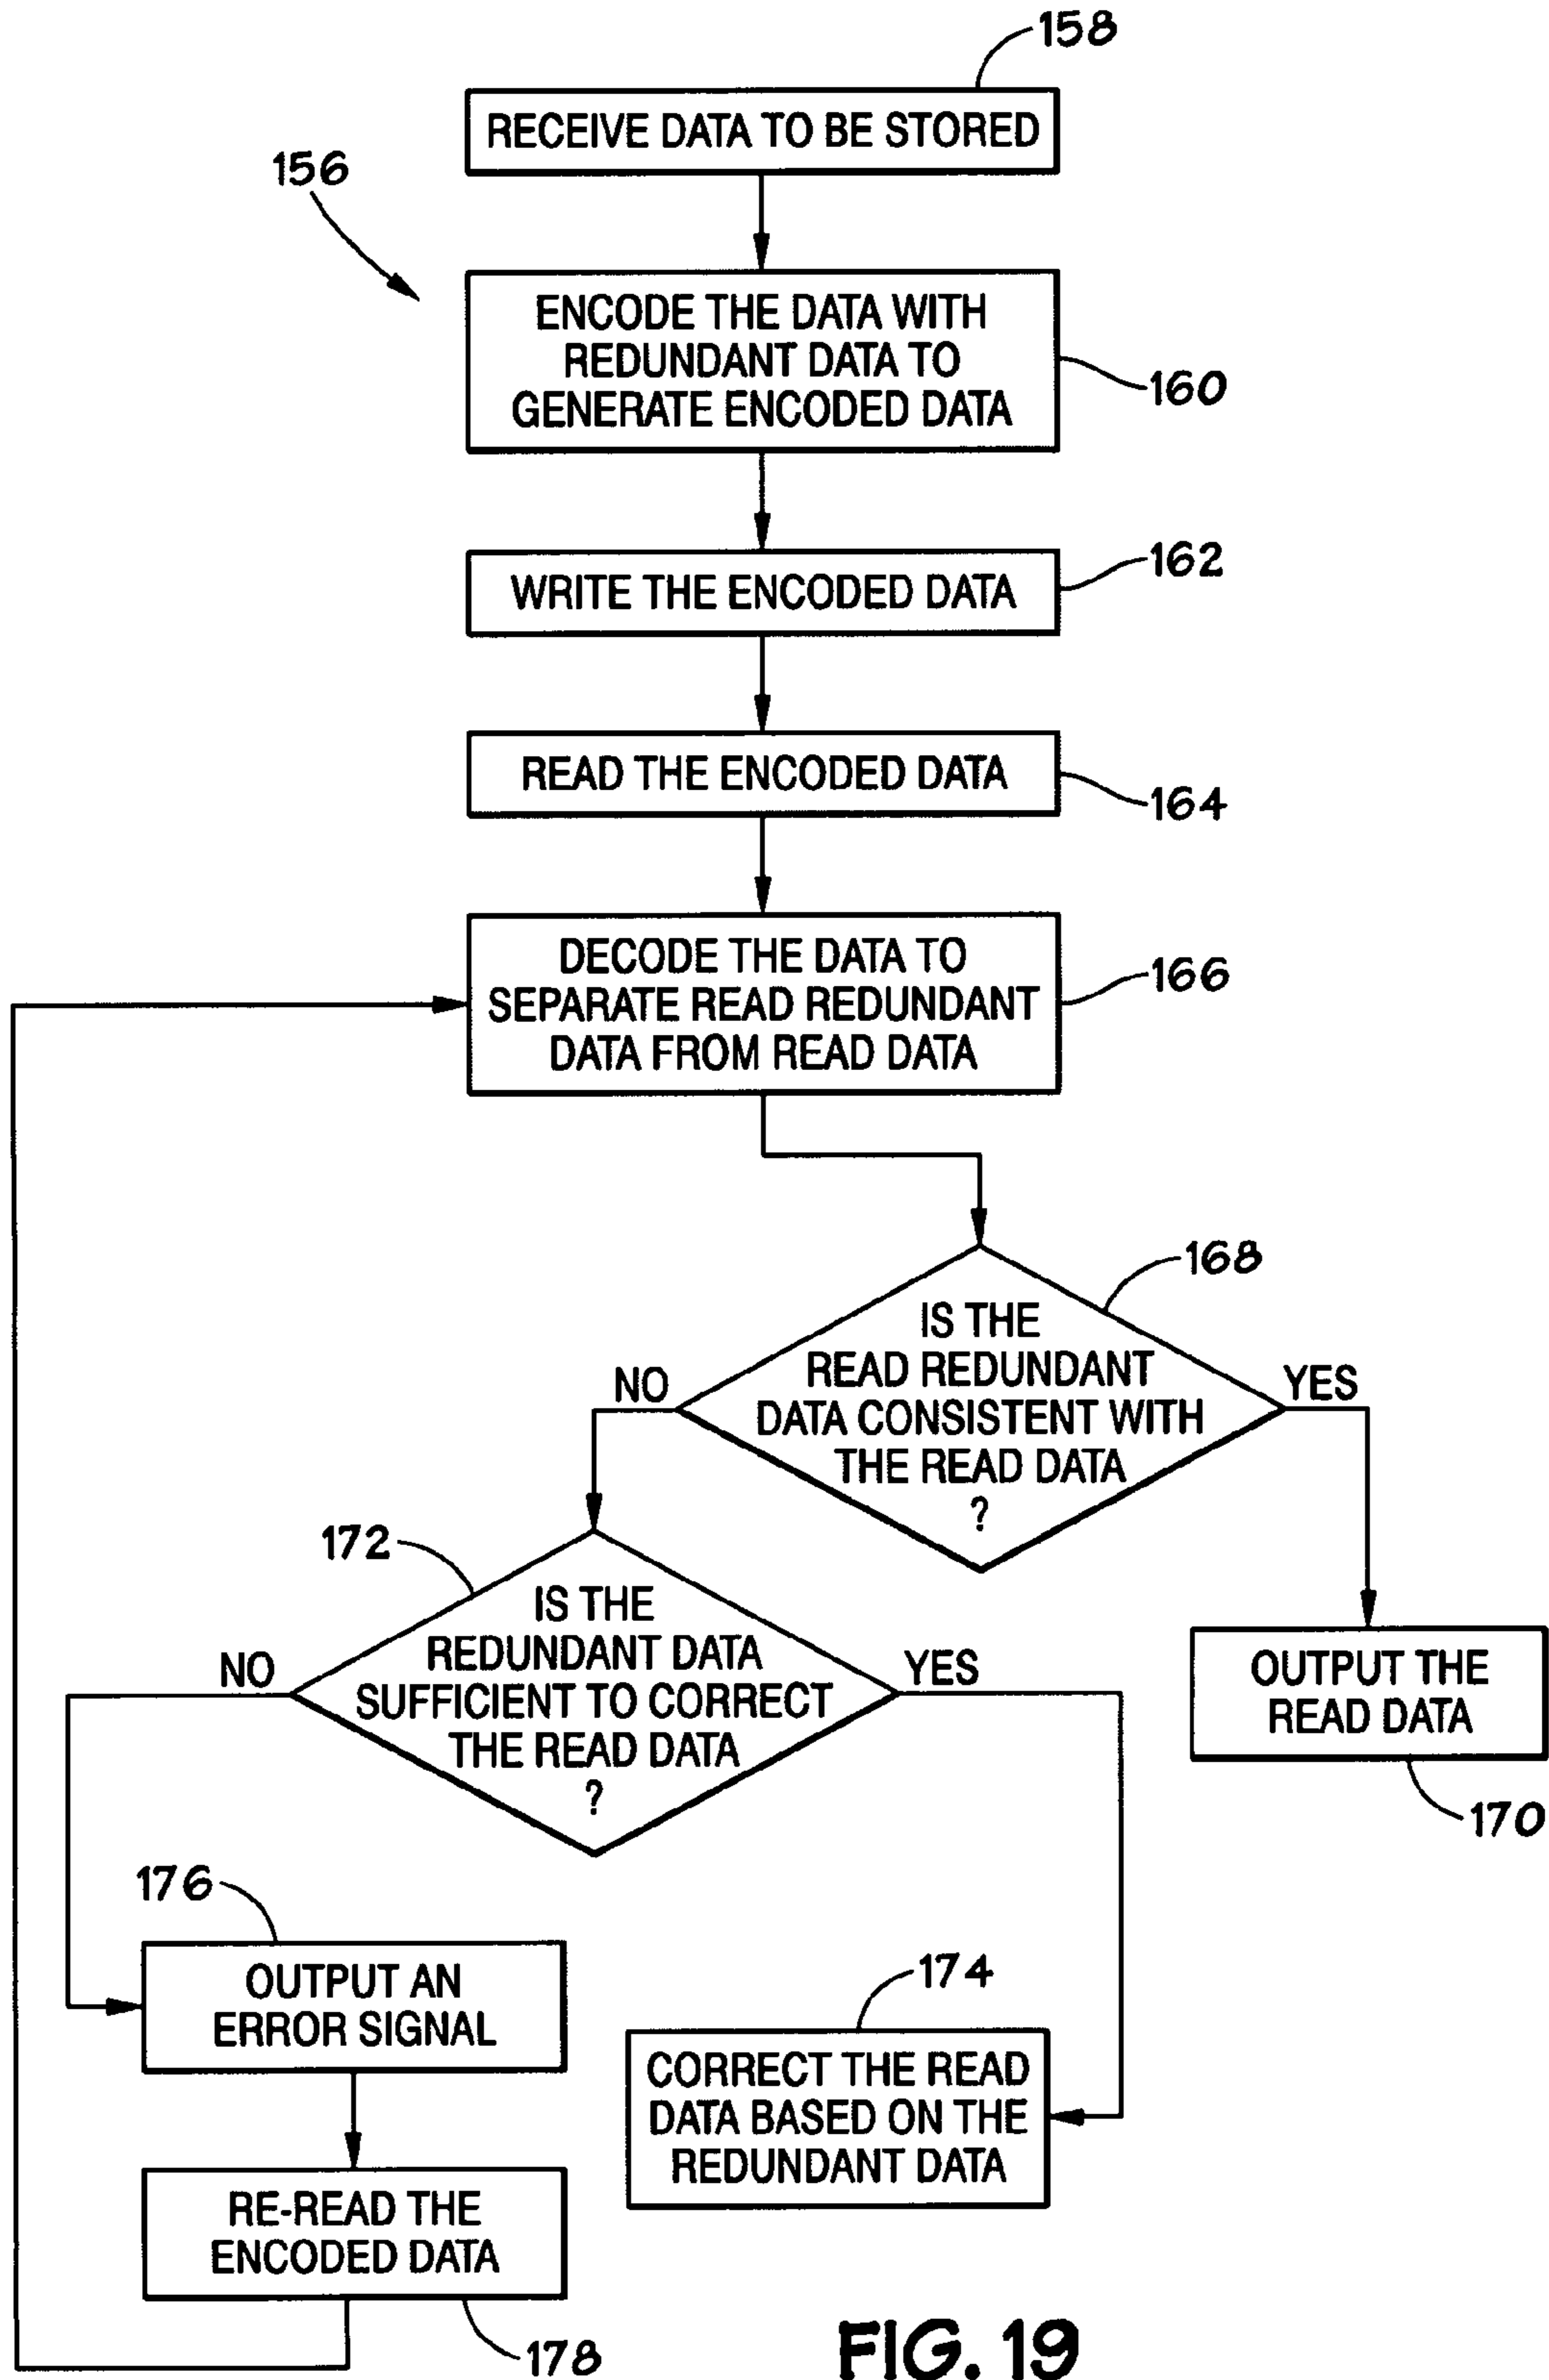 158
RECEIVE DATA TO BE STORED
156
ENCODE THE DATA WITH
REDUNDANT DATA TO
GENERATE ENCODED DATA
160
WRITE THE ENCODED DATA
162
READ THE ENCODED DATA
164
DECODE THE DATA TO
SEPARATE READ REDUNDANT
DATA FROM READ DATA
166
168
IS THE
READ REDUNDANT
DATA CONSISTENT WITH
THE READ DATA
?
NO
YES
172
IS THE
REDUNDANT DATA
SUFFICIENT TO CORRECT
THE READ DATA
?
NO
YES
OUTPUT THE
READ DATA
170
176
OUTPUT AN
ERROR SIGNAL
174
CORRECT THE READ
DATA BASED ON THE
REDUNDANT DATA
RE-READ THE
ENCODED DATA
178
FIG. 19